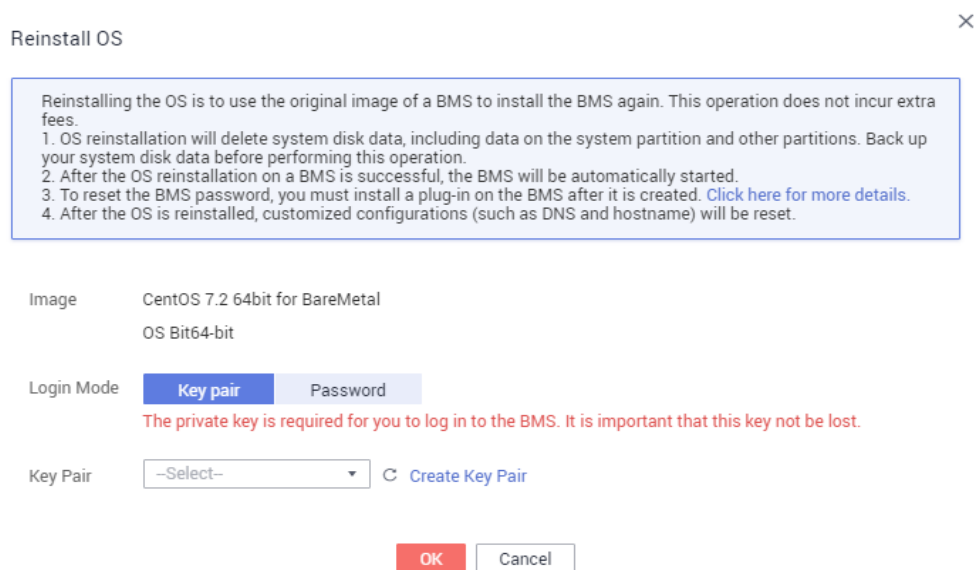 Reinstall OS
Reinstalling the OS is to use the original image of a BMS to install the BMS again. This operation does not incur extra
fees.
1. OS reinstallation will delete system disk data, including data on the system partition and other partitions. Back up
your system disk data before performing this operation.
2. After the OS reinstallation on a BMS is successful, the BMS will be automatically started.
3. To reset the BMS password, you must install a plug-in on the BMS after it is created. Click here for more details.
4. After the OS is reinstalled, customized configurations (such as DNS and hostname) will be reset.
Image CentOS 7.2 64bit for BareMetal
OS Bit64-bit
Login Mode Key pair Password
The private key is required for you to log in to the BMS. It is important that this key not be lost.
Key Pair --Select-- Create Key Pair
OK Cancel